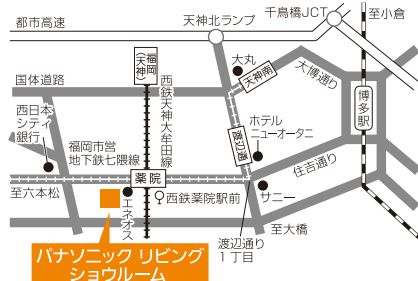 都市高速
天神北ランプ
千鳥橋JCT
至小倉
福岡
(天神)
大丸
天神南
大博通り
国体道路
西鉄天神大牟田線
博多駅
西日本
シティ
銀行
渡辺通
ホテル
ニューオータニ
福岡市営
地下鉄七隈線
住吉通り
薬院
至六本松
エネオス
西鉄薬院駅前
サニー
渡辺通り
1丁目
至大橋
パナソニック リビング
ショウルーム